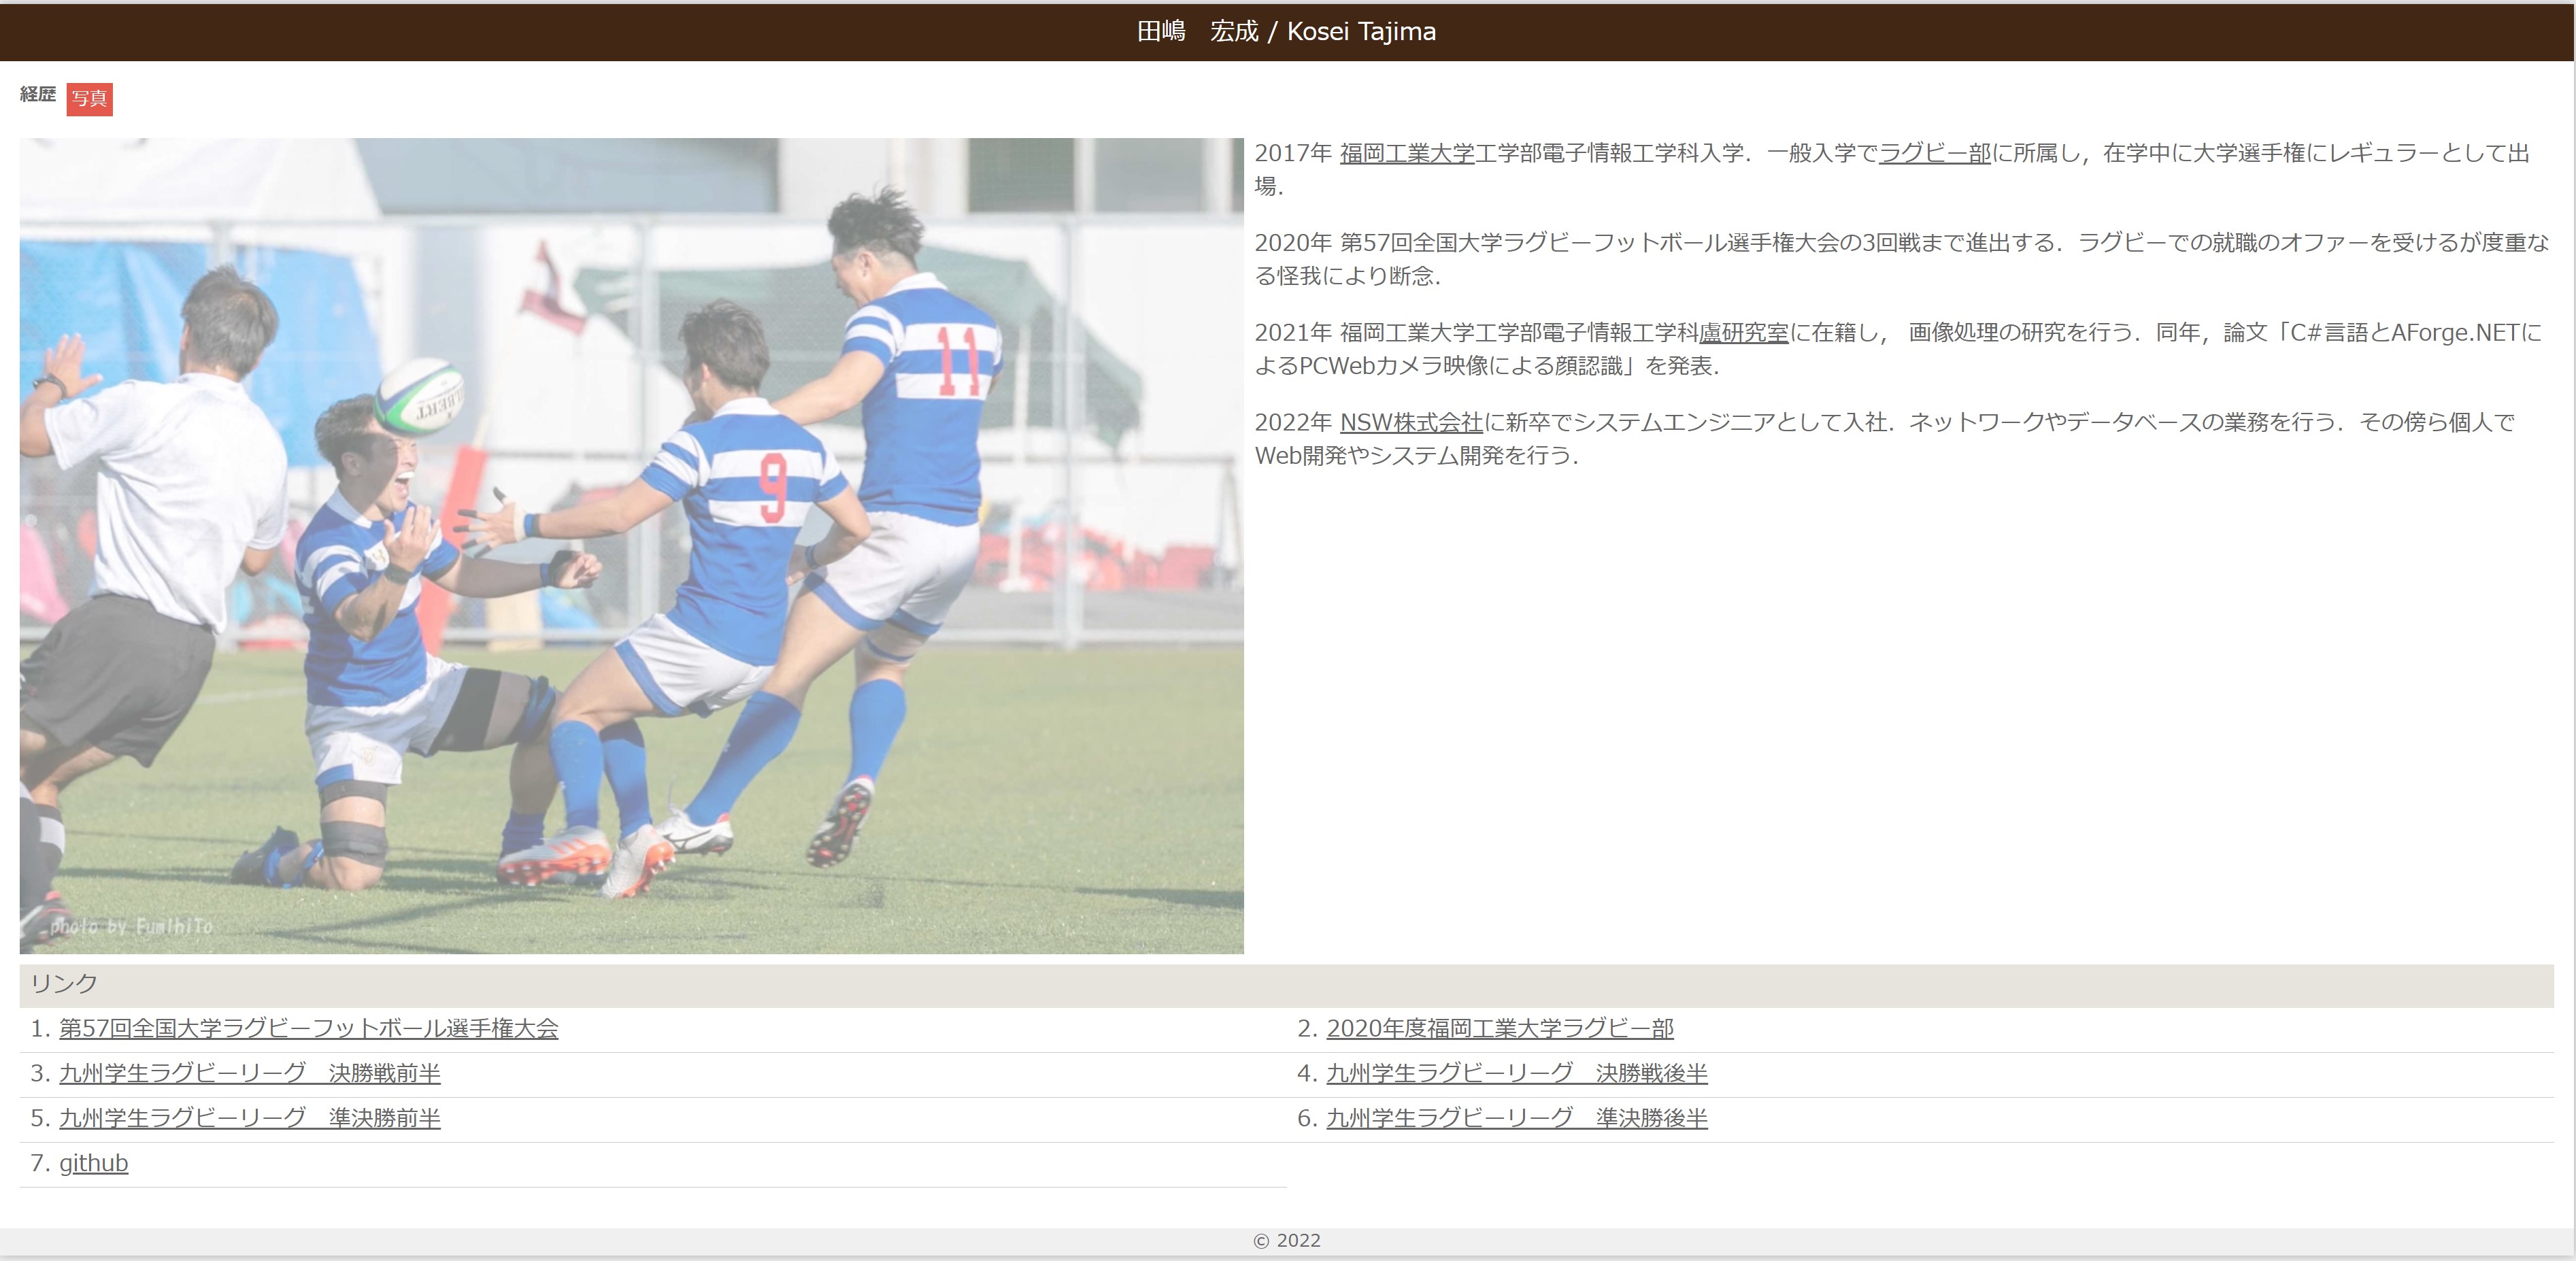 田嶋　宏成 / Kosei Tajima
経歴 写真
2017年 福岡工業大学工学部電子情報工学科入学．一般入学でラグビー部に所属し，在学中に大学選手権にレギュラーとして出
場．
2020年 第57回全国大学ラグビーフットボール選手権大会の3回戦まで進出する．ラグビーでの就職のオファーを受けるが度重な
る怪我により断念．
2021年 福岡工業大学工学部電子情報工学科盧研究室に在籍し， 画像処理の研究を行う．同年，論文「C#言語とAForge.NETに
よるPCWebカメラ映像による顔認識」を発表．
2022年 NSW株式会社に新卒でシステムエンジニアとして入社．ネットワークやデータベースの業務を行う．その傍ら個人で
Web開発やシステム開発を行う．
11
9
GILBERT
photo by FumihiTo
リンク
1. 第57回全国大学ラグビーフットボール選手権大会
2. 2020年度福岡工業大学ラグビー部
3. 九州学生ラグビーリーグ　決勝戦前半
4. 九州学生ラグビーリーグ　決勝戦後半
5. 九州学生ラグビーリーグ　準決勝前半
6. 九州学生ラグビーリーグ　準決勝後半
7. github
© 2022